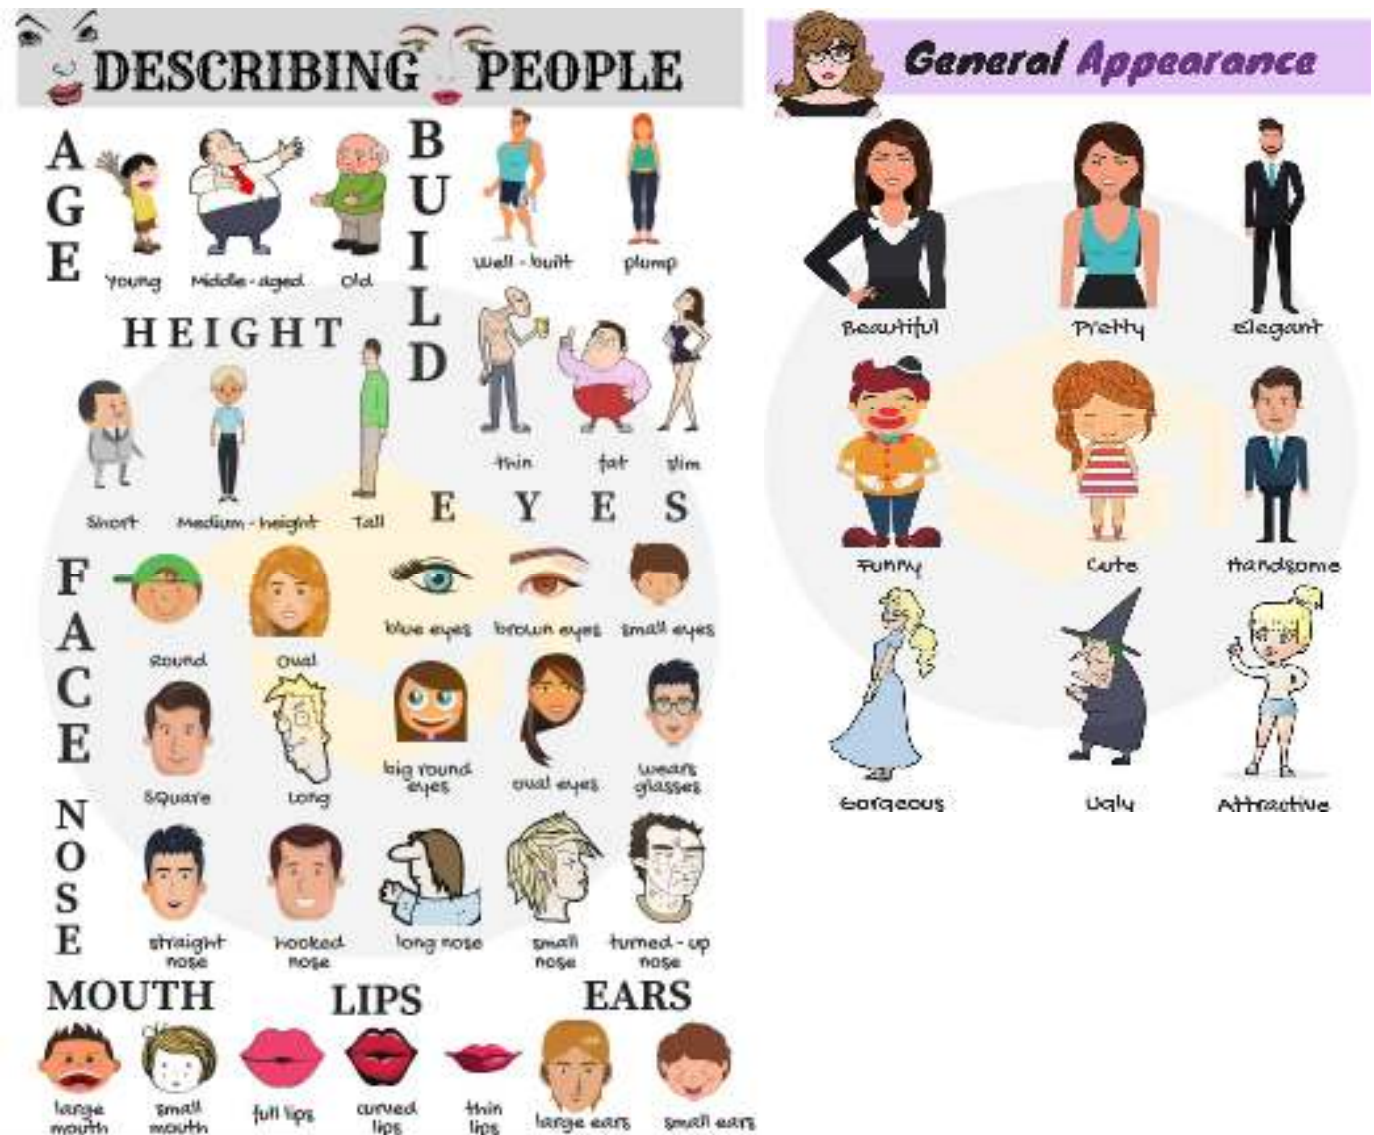 DESCRIBING PEOPLE
AGE
Young Middle-aged Old
BUILD
Well-built plump
thin fat slim
HEIGHT
Short Medium-height Tall
EYES
blue eyes brown eyes small eyes
big round
eyes
oval eyes
wears
glasses
FACE
Round Oval
Square Long
NOSE
straight
nose
hooked
nose
long nose
small
nose
turned-up
nose
MOUTH
large
mouth
small
mouth
LIPS
full lips
curved
lips
thin
lips
EARS
large ears small ears
General Appearance
Beautiful Pretty Elegant
Funny Cute Handsome
Gorgeous Ugly Attractive